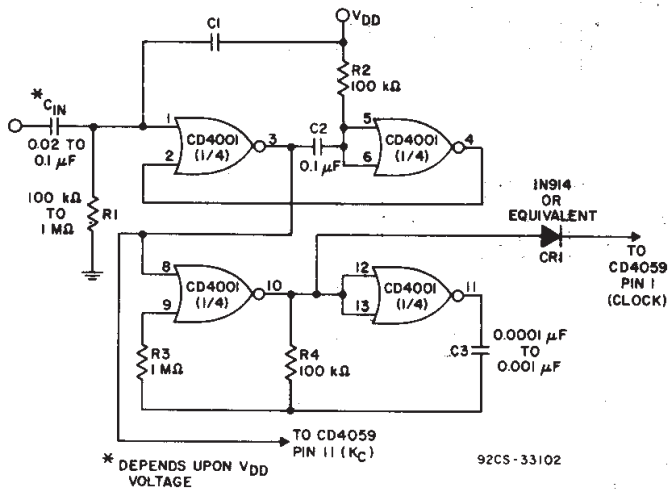 C1
VDD
R2
100 kΩ
* CIN
0.02 TO
0.1 μF
1
2
CD4001
(1/4)
3
C2
0.1 μF
5
6
CD4001
(1/4)
4
100 kΩ
TO
1 MΩ
R1
1N914
OR
EQUIVALENT
CR1
TO
CD4059
PIN 1
(CLOCK)
8
9
CD4001
(1/4)
10
12
13
CD4001
(1/4)
11
R3
1 MΩ
R4
100 kΩ
C3
0.0001 μF
TO
0.001 μF
TO CD4059
PIN 11 (KC)
* DEPENDS UPON VDD
VOLTAGE
92CS-33102